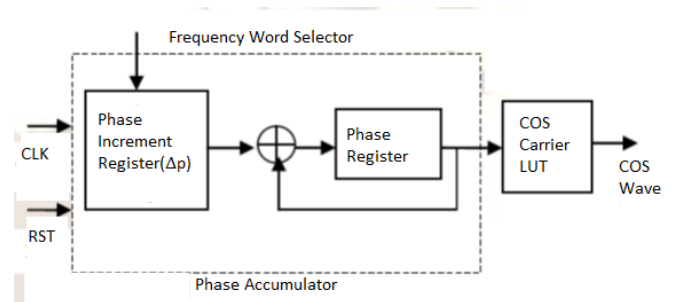 Frequency Word Selector
Phase
Increment
Register(Δp)
Phase
Register
COS
Carrier
LUT
CLK
COS
Wave
RST
Phase Accumulator